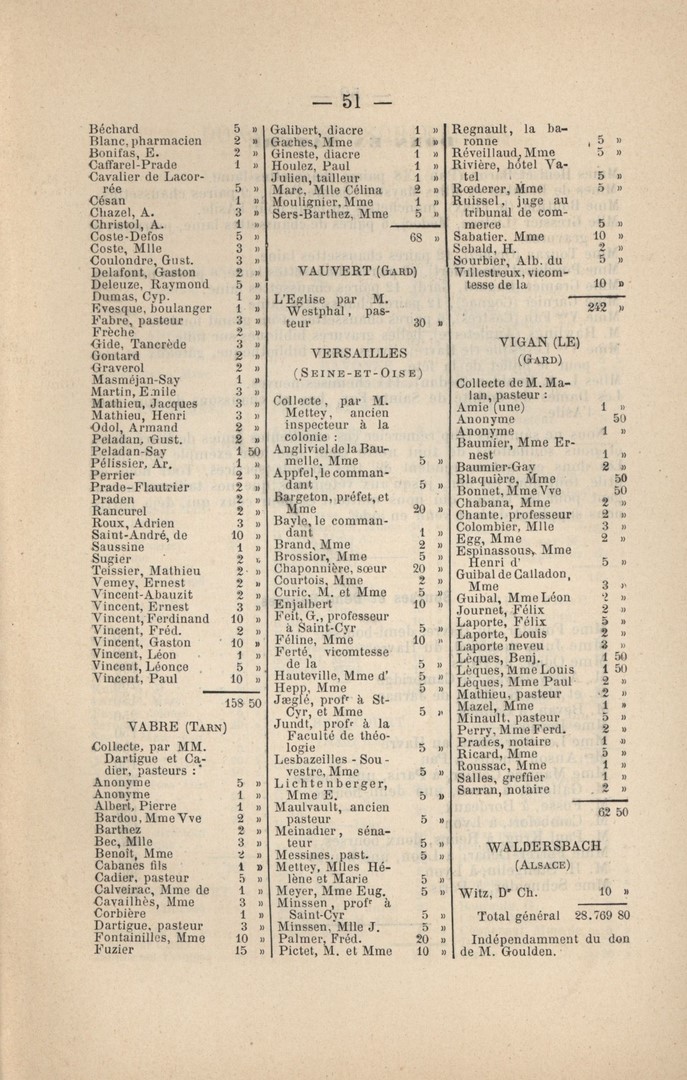 — 51 —
Béchard 5 »
Blanc, pharmacien 2 »
Bonifas, E. 2 »
Caffarel-Prade 1 »
Cavalier de Lacor-
rée 5 »
Césan 1 »
Chazel, A. 3 »
Christol, A. 1 »
Coste-Defos 5 »
Coste, Mlle 3 »
Coulondre, Gust. 3 »
Delafont, Gaston 2 »
Deleuze, Raymond 5 »
Dumas, Cyp. 1 »
Evesque, boulanger 1 »
Fabre, pasteur 3 »
Frèche 2 »
Gide, Tancrède 3 »
Gontard 2 »
Graverol 2 »
Masméjan-Say 1 »
Martin, Emile 3 »
Mathieu, Jacques 3 »
Mathieu, Henri 3 »
Odol, Armand 2 »
Peladan, Gust. 2 »
Peladan-Say 1 50
Pélissier, Ar. 1 »
Perrier 2 »
Prade-Flautrier 2 »
Praden 2 »
Rancurel 2 »
Roux, Adrien 3 »
Saint-André, de 10 »
Saussine 1 »
Sugier 2 »
Teissier, Mathieu 2 »
Vemey, Ernest 2 »
Vincent-Abauzit 2 »
Vincent, Ernest 3 »
Vincent, Ferdinand 10 »
Vincent, Fréd. 2 »
Vincent, Gaston 10 »
Vincent, Léon 1 »
Vincent, Léonce 5 »
Vincent, Paul 10 »
158 50
VABRE (TARN)
Collecte, par MM.
Dartigue et Ca-
dier, pasteurs :
Anonyme 5 »
Anonyme 1 »
Albert, Pierre 1 »
Bardou, Mme Vve 2 »
Barthez 2 »
Bec, Mlle 3 »
Benoît, Mme 2 »
Cabanes fils 1 »
Cadier, pasteur 5 »
Calveirac, Mme de 1 »
Cavailhès, Mme 3 »
Corbière 1 »
Dartigue, pasteur 3 »
Fontainilles, Mme 10 »
Fuzier 15 »
Galibert, diacre 1 »
Gaches, Mme 1 »
Gineste, diacre 1 »
Houlez, Paul 1 »
Julien, tailleur 1 »
Marc, Mlle Célina 2 »
Moulignier, Mme 1 »
Sers-Barthez, Mme 5 »
68 »
VAUVERT (GARD)
L'Eglise par M.
Westphal, pas-
teur 30 »
VERSAILLES
(SEINE-ET-OISE)
Collecte, par M.
Mettey, ancien
inspecteur à la
colonie :
Angliviel de la Bau-
melle, Mme 5 »
Appfel, le comman-
dant 5 »
Bargeton, préfet, et
Mme 20 »
Bayle, le comman-
dant 1 »
Brand, Mme 2 »
Brossior, Mme 5 »
Chaponnière, sœur 20 »
Courtois, Mme 2 »
Curic, M. et Mme 5 »
Enjalbert 10 »
Feit, G., professeur
à Saint-Cyr 5 »
Féline, Mme 10 »
Ferté, vicomtesse
de la 5 »
Hauteville, Mme d' 5 »
Hepp, Mme 5 »
Jæglé, profr à St-
Cyr, et Mme 5 »
Jundt, profr à la
Faculté de théo-
logie 5 »
Lesbazeilles-Sou-
vestre, Mme 5 »
Lichtenberger,
Mme E. 5 »
Maulvault, ancien
pasteur 5 »
Meinadier, séna-
teur 5 »
Messines, past. 5 »
Mettey, Mlles Hé-
lène et Marie 5 »
Meyer, Mme Eug. 5 »
Minssen, profr à
Saint-Cyr 5 »
Minssen, Mlle J. 5 »
Palmer, Fréd. 20 »
Pictet, M. et Mme 10 »
Regnault, la ba-
ronne 5 »
Réveillaud, Mme 5 »
Rivière, hôtel Va-
tel 5 »
Rœderer, Mme 5 »
Ruissel, juge au
tribunal de com-
merce 5 »
Sabatier, Mme 10 »
Sebald, H. 2 »
Sourbier, Alb. du 5 »
Villestreux, vicom-
tesse de la 10 »
242 »
VIGAN (LE)
(GARD)
Collecte de M. Ma-
lan, pasteur :
Amie (une) 1 »
Anonyme 50
Anonyme 1 »
Baumier, Mme Er-
nest 1 »
Baumier-Gay 2 »
Blaquière, Mme 50
Bonnet, Mme Vve 50
Chabana, Mme 2 »
Chante, professeur 2 »
Colombier, Mlle 3 »
Egg, Mme 2 »
Espinassous, Mme
Henri d' 5 »
Guibal de Calladon,
Mme 3 »
Guibal, Mme Léon 2 »
Journet, Félix 2 »
Laporte, Félix 5 »
Laporte, Louis 2 »
Laporte neveu 3 »
Lèques, Benj. 1 50
Lèques, Mme Louis 1 50
Lèques, Mme Paul 2 »
Mathieu, pasteur 2 »
Mazel, Mme 1 »
Minault, pasteur 5 »
Perry, Mme Ferd. 2 »
Prades, notaire 1 »
Ricard, Mme 5 »
Roussac, Mme 1 »
Salles, greffier 1 »
Sarran, notaire 2 »
62 50
WALDERSBACH
(ALSACE)
Witz, Dr Ch. 10 »
Total général 28.769 80
Indépendamment du don
de M. Goulden.